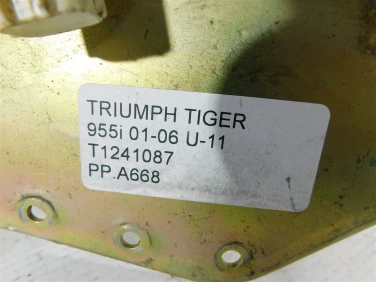 TRIUMPH TIGER
955i 01-06 U-11
T1241087
PP.A668